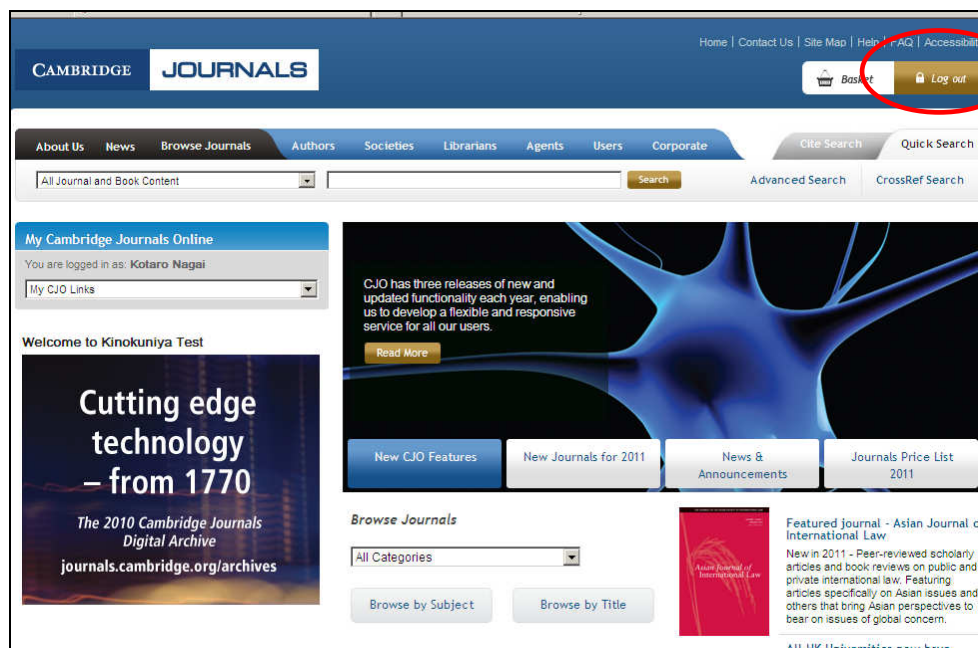 Home | Contact Us | Site Map | Help | FAQ | Accessibilit
CAMBRIDGE JOURNALS
Basket
Log out
About Us News Browse Journals Authors Societies Librarians Agents Users Corporate
Cite Search Quick Search
All Journal and Book Content
Search
Advanced Search CrossRef Search
My Cambridge Journals Online
You are logged in as: Kotaro Nagai
My CJO Links
Welcome to Kinokuniya Test
Cutting edge
technology
– from 1770
The 2010 Cambridge Journals
Digital Archive
journals.cambridge.org/archives
CJO has three releases of new and
updated functionality each year, enabling
us to develop a flexible and responsive
service for all our users.
Read More
New CJO Features
New Journals for 2011
News &
Announcements
Journals Price List
2011
Browse Journals
All Categories
Browse by Subject
Browse by Title
Asian Journal of
International Law
Featured journal - Asian Journal o
International Law
New in 2011 - Peer-reviewed scholarly
articles and book reviews on public and
private international law. Featuring
articles specifically on Asian issues and
others that bring Asian perspectives to
bear on issues of global concern.
All UK Universities now have